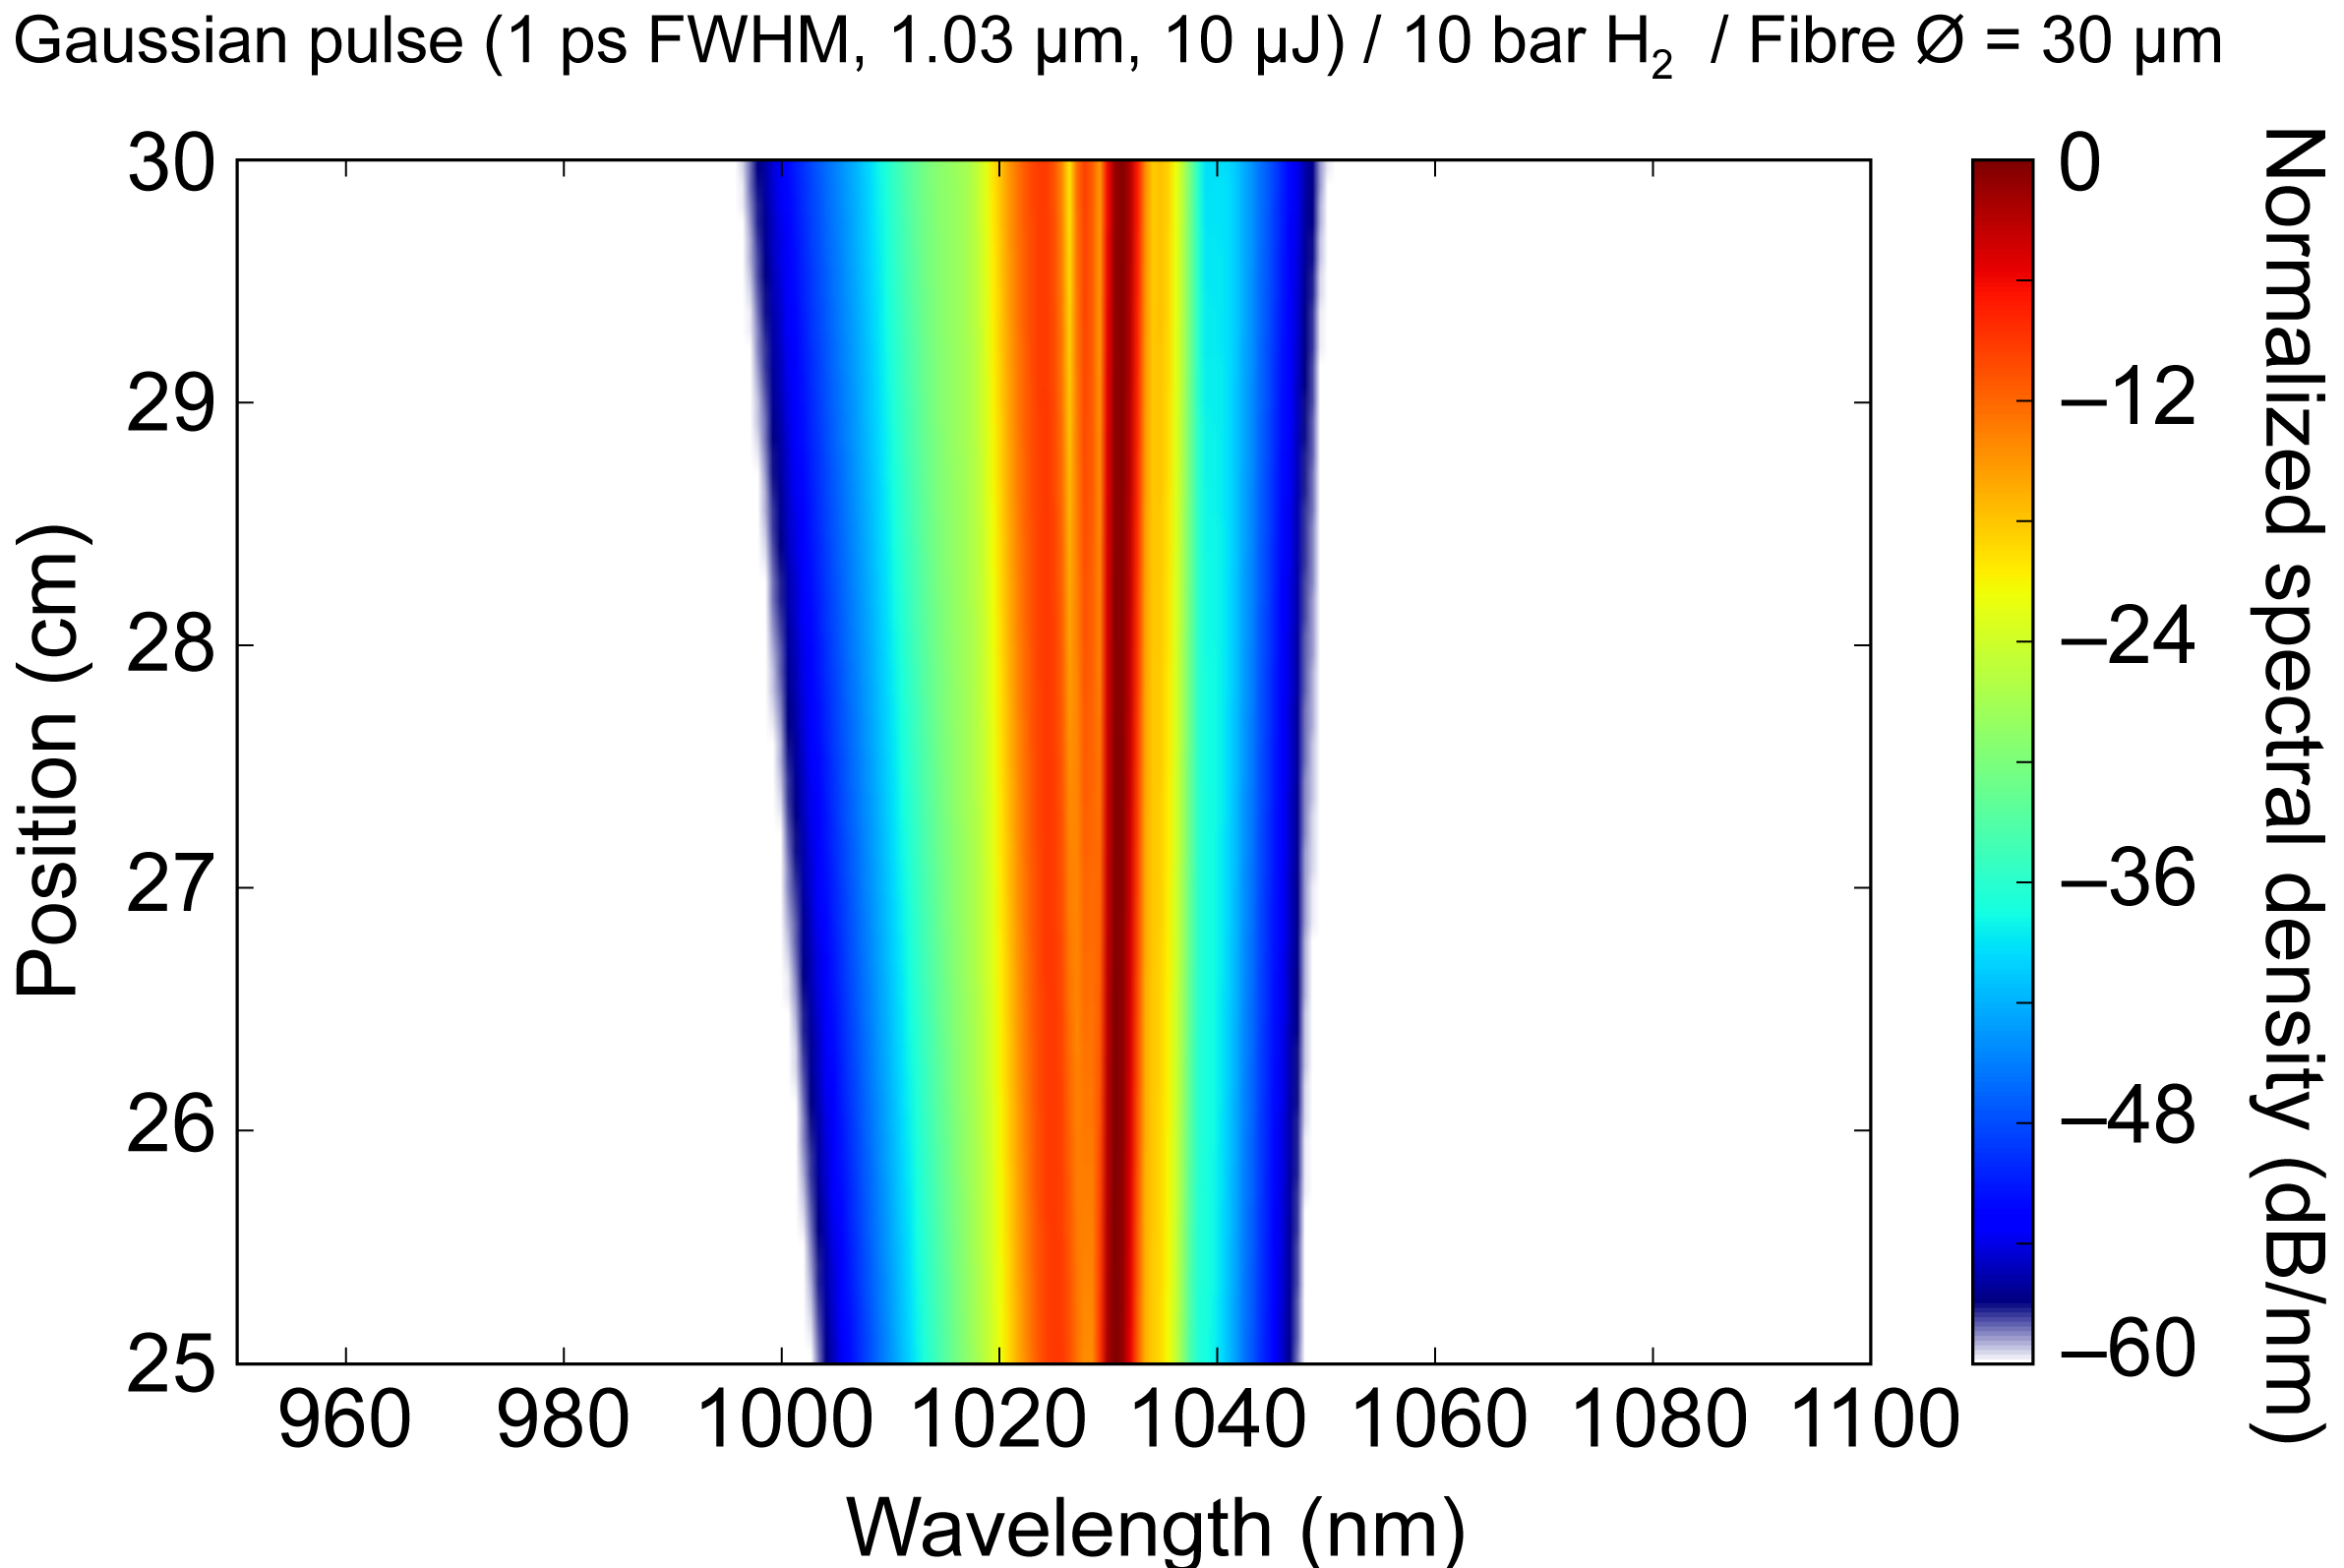 Gaussian pulse (1 ps FWHM, 1.03 µm, 10 µJ) / 10 bar H₂ / Fibre Ø = 30 µm
30
29
28
27
26
25
Position (cm)
960 980 1000 1020 1040 1060 1080 1100
Wavelength (nm)
0
–12
–24
–36
–48
–60
Normalized spectral density (dB/nm)